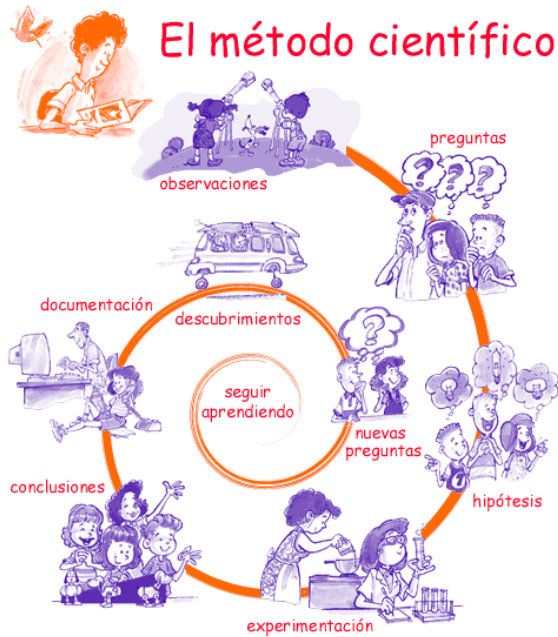 El método científico
observaciones
preguntas
? ? ?
hipótesis
experimentación
conclusiones
documentación
descubrimientos
?
nuevas
preguntas
seguir
aprendiendo